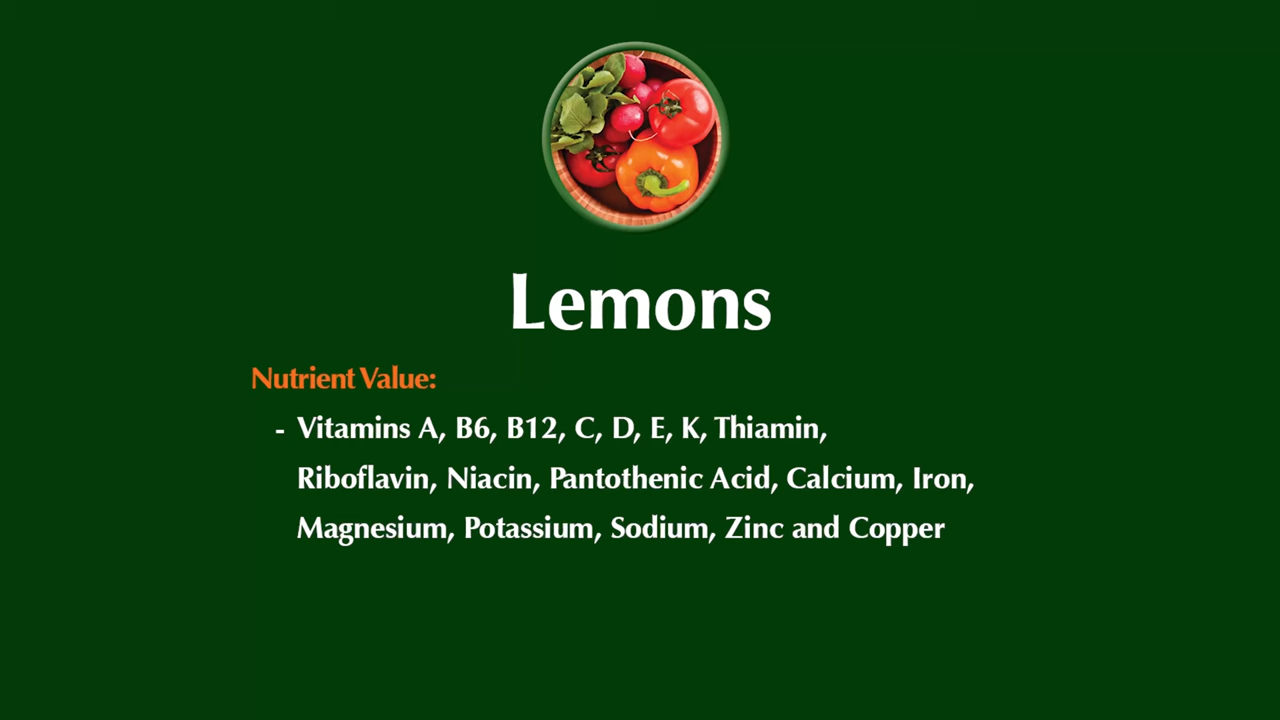 Lemons
Nutrient Value:
- Vitamins A, B6, B12, C, D, E, K, Thiamin,
Riboflavin, Niacin, Pantothenic Acid, Calcium, Iron,
Magnesium, Potassium, Sodium, Zinc and Copper